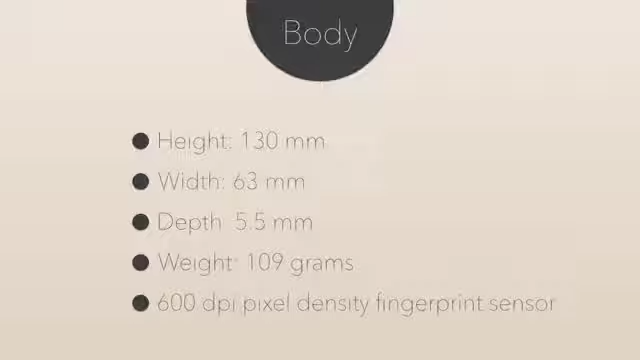 Body
Height: 130 mm
Width: 63 mm
Depth: 5.5 mm
Weight: 109 grams
600 dpi pixel density fingerprint sensor